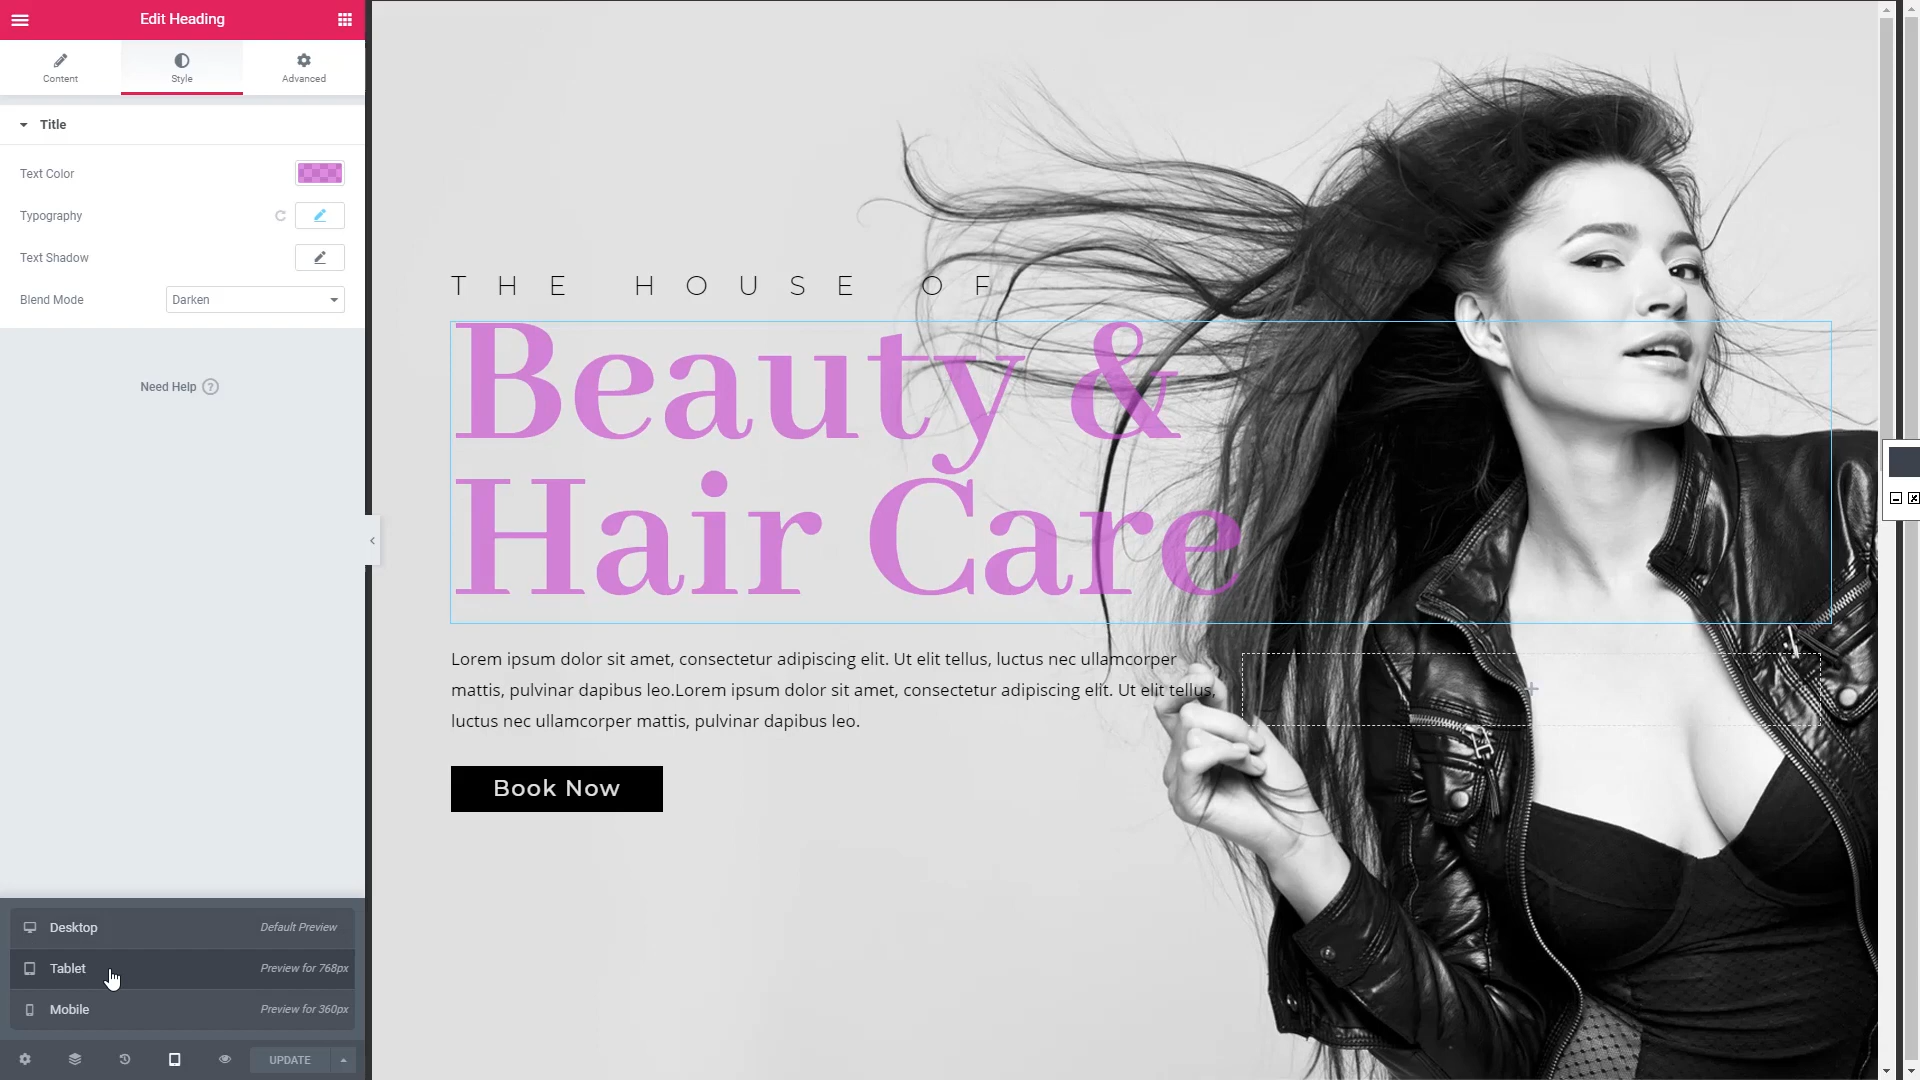 Edit Heading
Content
Style
Advanced
Title
Text Color
Typography
Text Shadow
Blend Mode
Darken
Need Help ?
Desktop
Default Preview
Tablet
Preview for 768px
Mobile
Preview for 360px
UPDATE
THE HOUSE OF
Beauty &
Hair Care
Lorem ipsum dolor sit amet, consectetur adipiscing elit. Ut elit tellus, luctus nec ullamcorper
mattis, pulvinar dapibus leo.Lorem ipsum dolor sit amet, consectetur adipiscing elit. Ut elit tellus,
luctus nec ullamcorper mattis, pulvinar dapibus leo.
Book Now